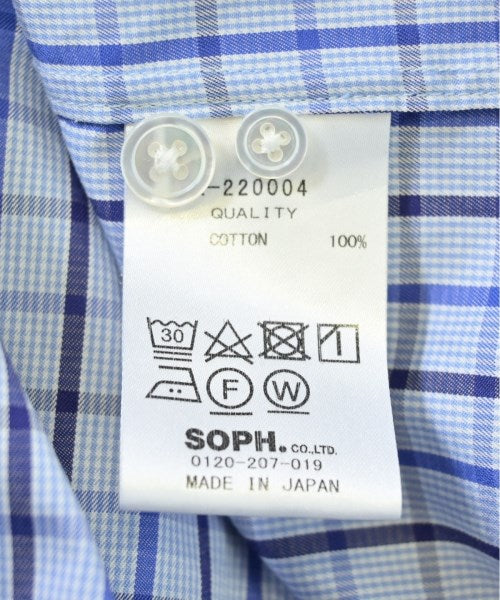 -220004
QUALITY
COTTON 100%
30
F W
SOPH. CO.,LTD.
0120-207-019
MADE IN JAPAN